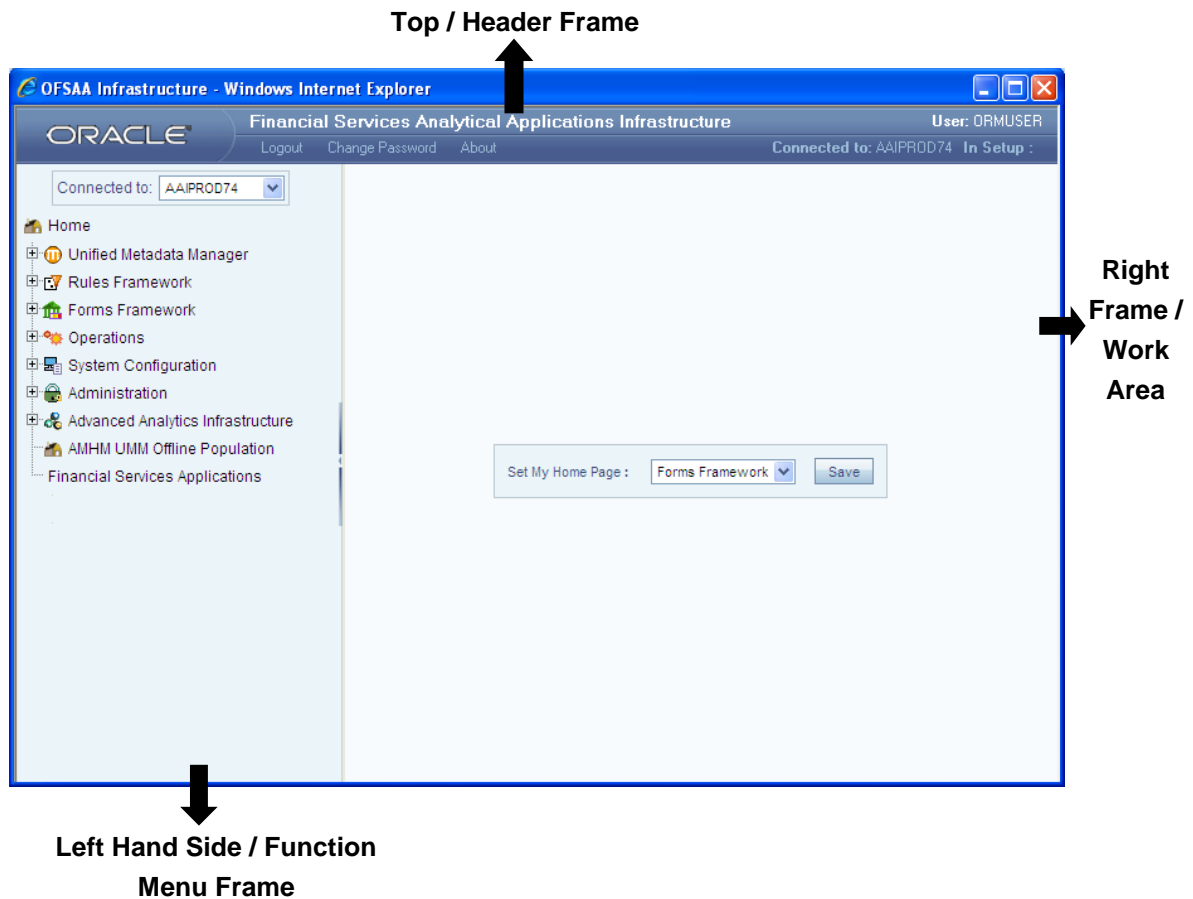 Top / Header Frame
OFSAA Infrastructure - Windows Internet Explorer
ORACLE
Financial Services Analytical Applications Infrastructure
User: ORMUSER
Logout Change Password About
Connected to: AAIPROD74 In Setup :
Connected to: AAIPROD74
Home
Unified Metadata Manager
Rules Framework
Forms Framework
Operations
System Configuration
Administration
Advanced Analytics Infrastructure
AMHM UMM Offline Population
Financial Services Applications
Set My Home Page : Forms Framework Save
Right
Frame /
Work
Area
Left Hand Side / Function
Menu Frame